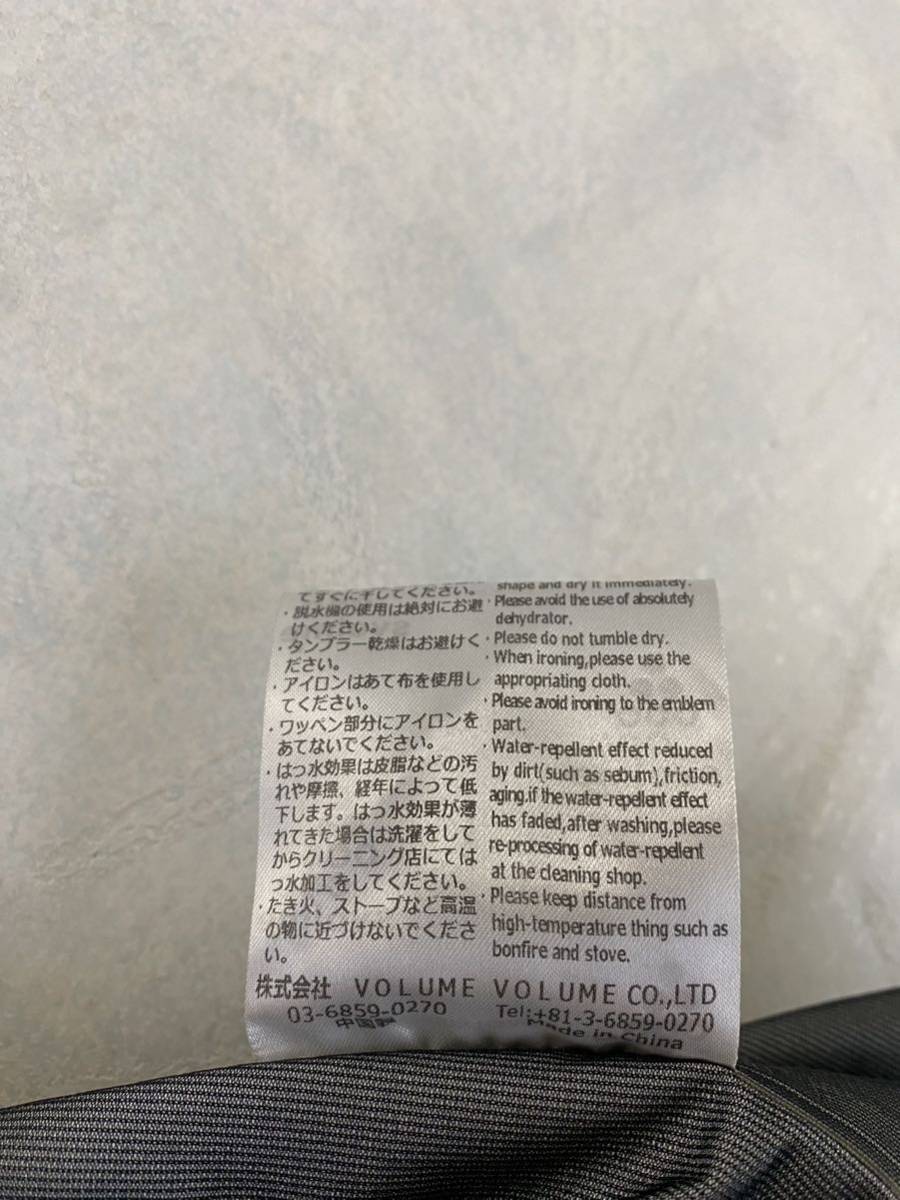 てすぐに干してください。
・脱水機の使用は絶対にお避
けください。
・タンブラー乾燥はお避けく
ださい。
・アイロンはあて布を使用し
てください。
・ワッペン部分にアイロンを
あてないでください。
・はっ水効果は皮脂などの汚
れや摩擦、経年によって低
下します。はっ水効果が薄
れてきた場合は洗濯をして
からクリーニング店にては
っ水加工をしてください。
・たき火、ストーブなど高温
の物に近づけないでくださ
い。
株式会社 VOLUME
03-6859-0270
中国製
shape and dry it immediately.
・Please avoid the use of absolutely
dehydrator.
・Please do not tumble dry.
・When ironing,please use the
appropriating cloth.
・Please avoid ironing to the emblem
part.
・Water-repellent effect reduced
by dirt(such as sebum),friction,
aging.if the water-repellent effect
has faded,after washing,please
re-processing of water-repellent
at the cleaning shop.
・Please keep distance from
high-temperature thing such as
bonfire and stove.
VOLUME CO.,LTD
Tel:+81-3-6859-0270
Made in China